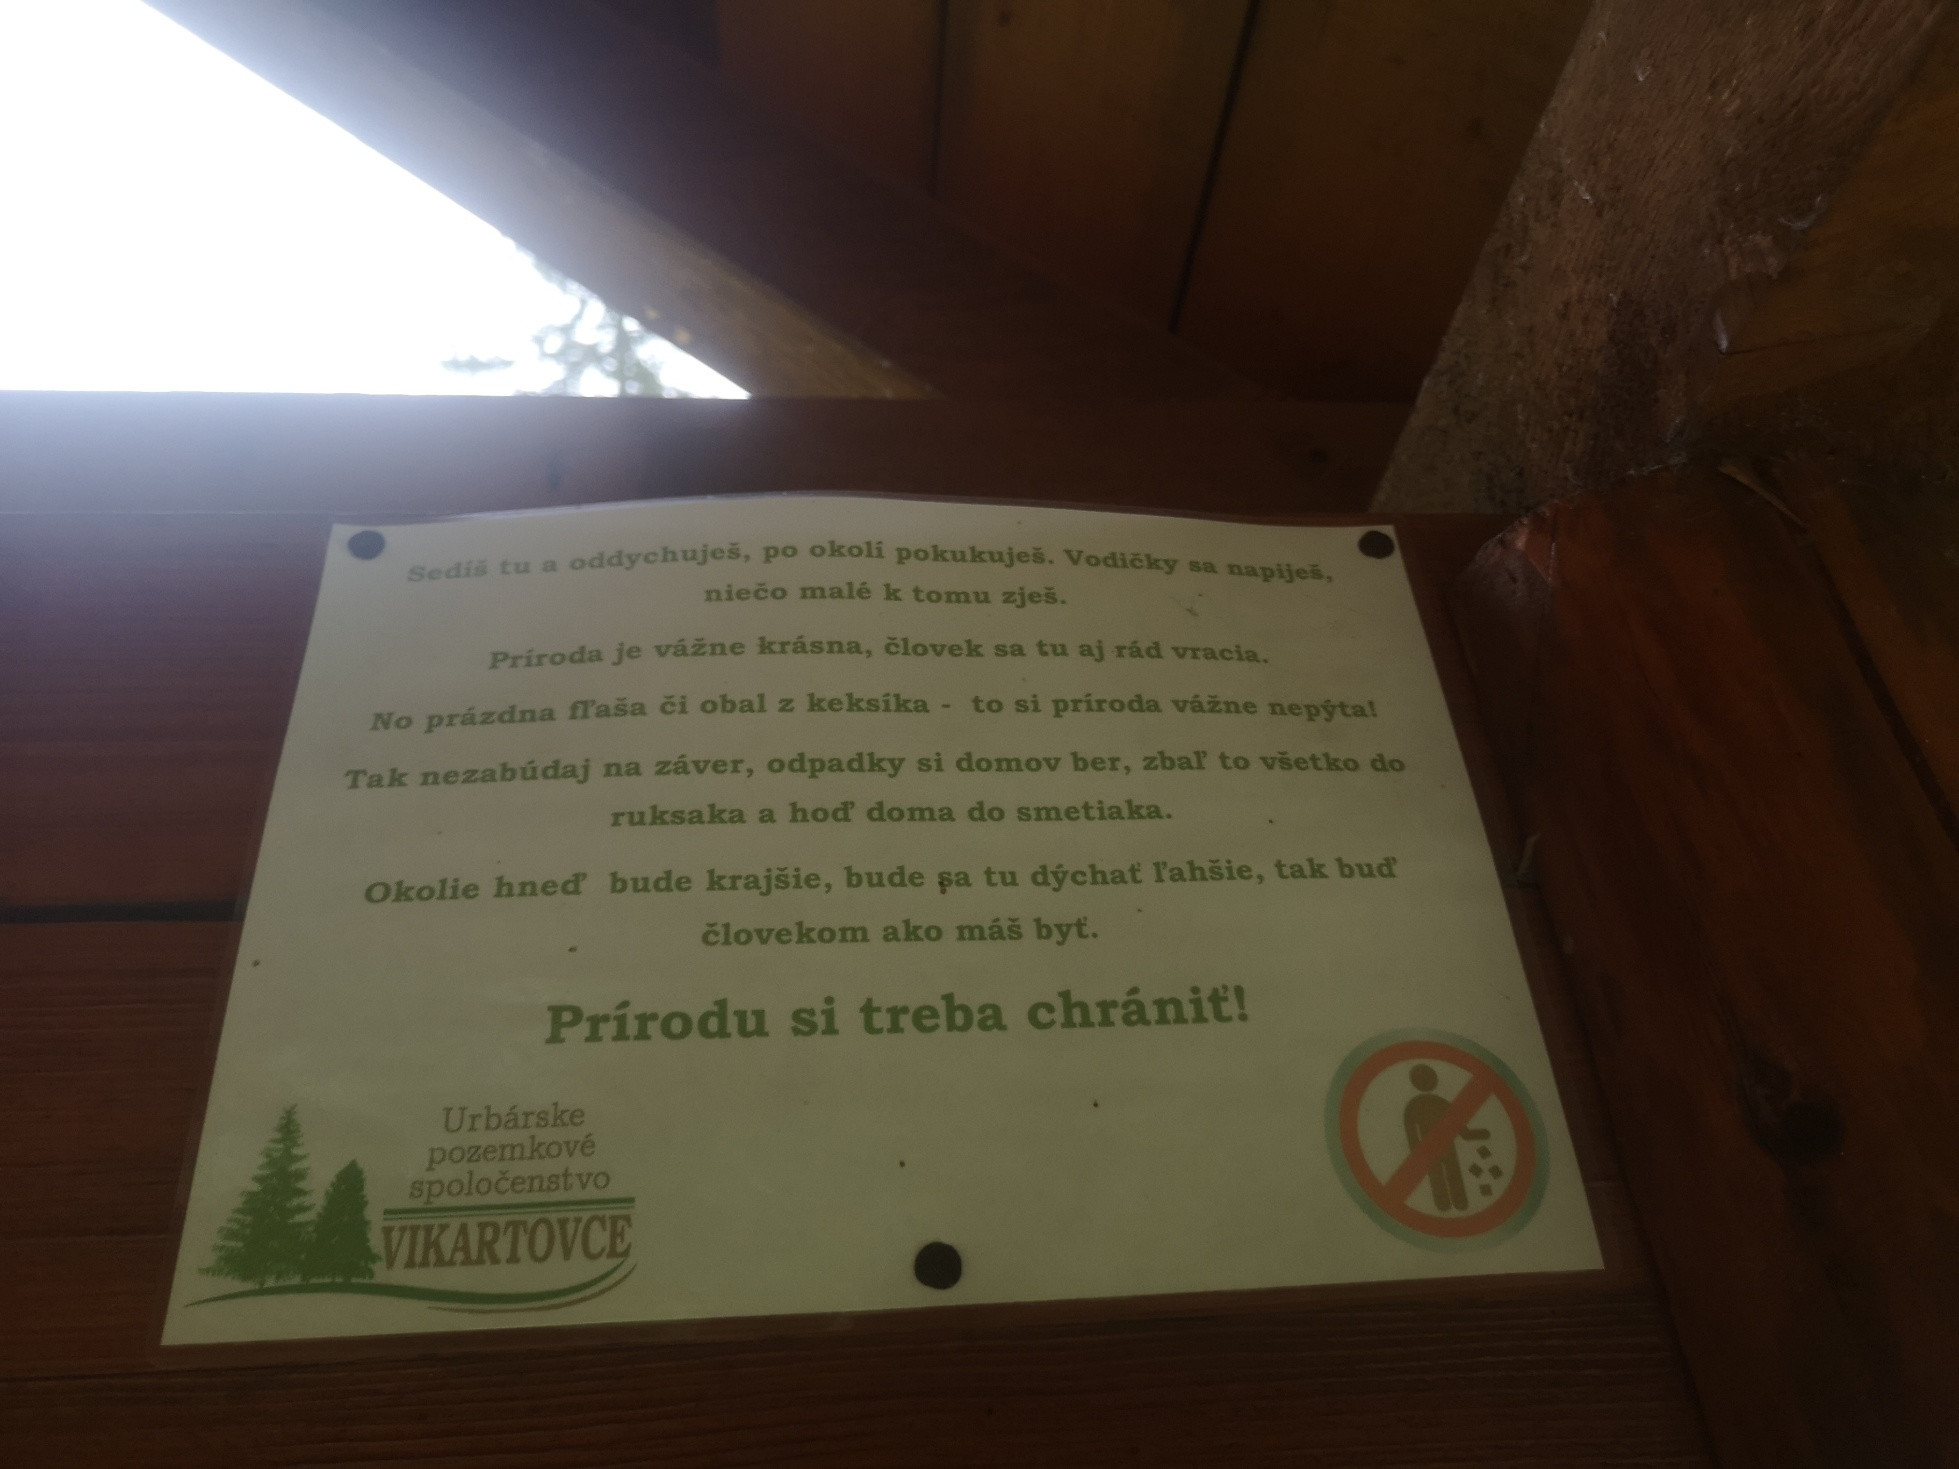 Sedíš tu a oddychuješ, po okolí pokukuješ. Vodičky sa napiješ,
niečo malé k tomu zješ.
Príroda je vážne krásna, človek sa tu aj rád vracia.
No prázdna fľaša či obal z keksíka - to si príroda vážne nepýta!
Tak nezabúdaj na záver, odpadky si domov ber, zbaľ to všetko do
ruksaka a hoď doma do smetiaka.
Okolie hneď bude krajšie, bude sa tu dýchať ľahšie, tak buď
človekom ako máš byť.
Prírodu si treba chrániť!
Urbárske
pozemkové
spoločenstvo
VIKARTOVCE